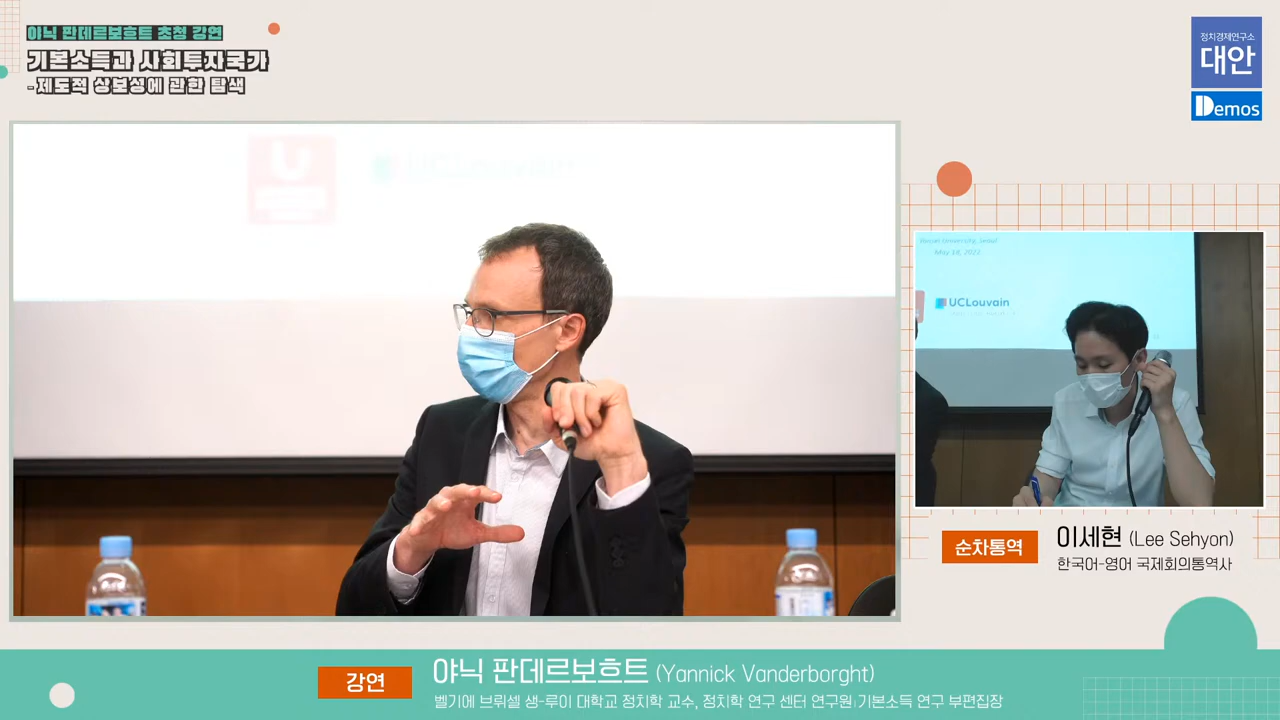 야닉 판데르보흐트 초청 강연
기본소득과 사회투자국가
- 제도적 상보성에 관한 탐색
정치경제연구소
대안
Demos
U
UCLouvain
University, Seoul
May 18, 2022
UCLouvain
순차통역
이세현 (Lee Sehyon)
한국어-영어 국제회의통역사
강연
야닉 판데르보흐트 (Yannick Vanderborght)
벨기에 브뤼셀 생-루이 대학교 정치학 교수, 정치학 연구 센터 연구원, 기본소득 연구 부편집장